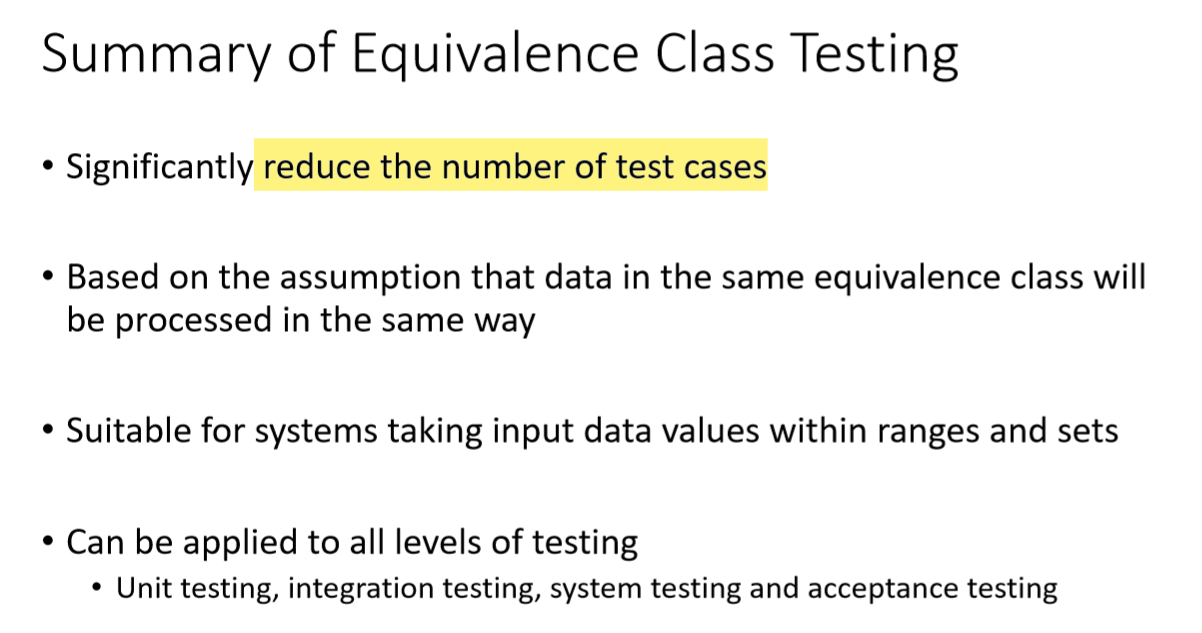 Summary of Equivalence Class Testing
• Significantly reduce the number of test cases
• Based on the assumption that data in the same equivalence class will
be processed in the same way
• Suitable for systems taking input data values within ranges and sets
• Can be applied to all levels of testing
• Unit testing, integration testing, system testing and acceptance testing